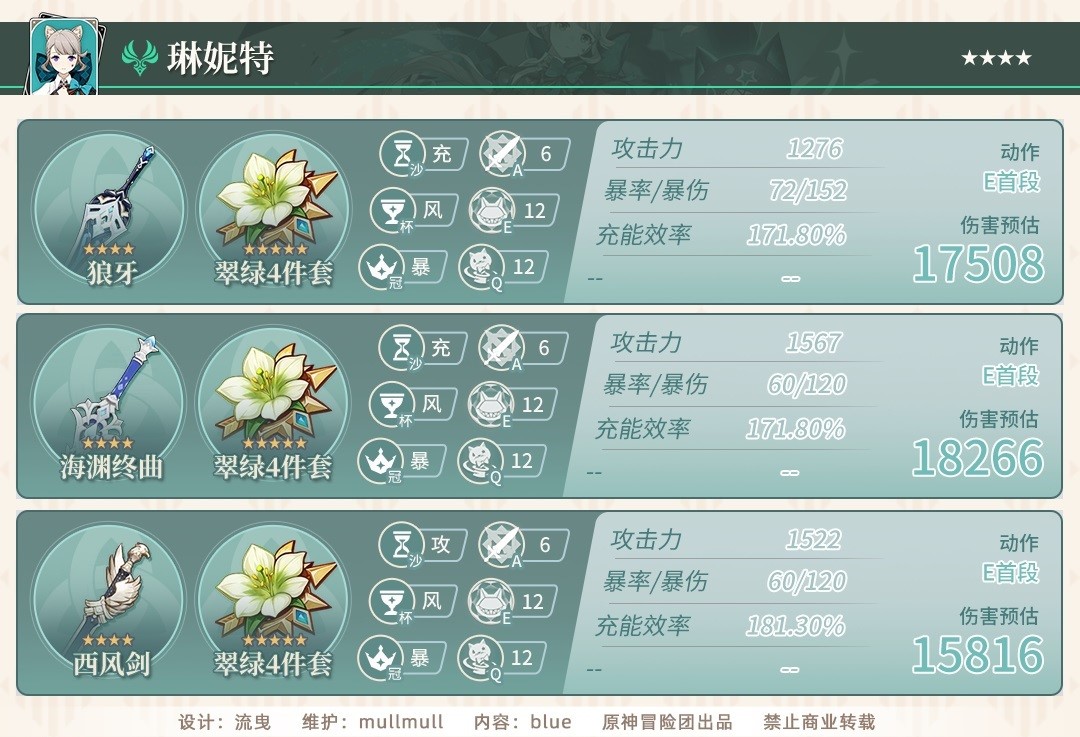 琳妮特 ★★★★
狼牙
翠绿4件套
沙 充
A 6
杯 风
E 12
冠 暴
Q 12
攻击力 1276
暴率/暴伤 72/152
充能效率 171.80%
-- --
动作
E首段
伤害预估
17508
海渊终曲
翠绿4件套
沙 充
A 6
杯 风
E 12
冠 暴
Q 12
攻击力 1567
暴率/暴伤 60/120
充能效率 171.80%
-- --
动作
E首段
伤害预估
18266
西风剑
翠绿4件套
沙 攻
A 6
杯 风
E 12
冠 暴
Q 12
攻击力 1522
暴率/暴伤 60/120
充能效率 181.30%
-- --
动作
E首段
伤害预估
15816
设计：流曳 维护：mullmull 内容：blue 原神冒险团出品 禁止商业转载